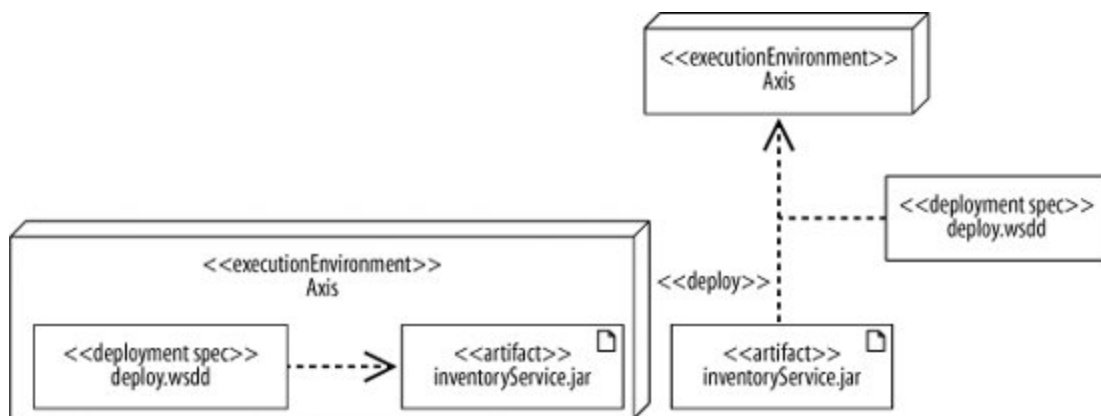 <<executionEnvironment>>
Axis
<<deployment spec>>
deploy.wsdd
<<executionEnvironment>>
Axis
<<deploy>>
<<deployment spec>>
deploy.wsdd
<<artifact>>
inventoryService.jar
<<artifact>>
inventoryService.jar